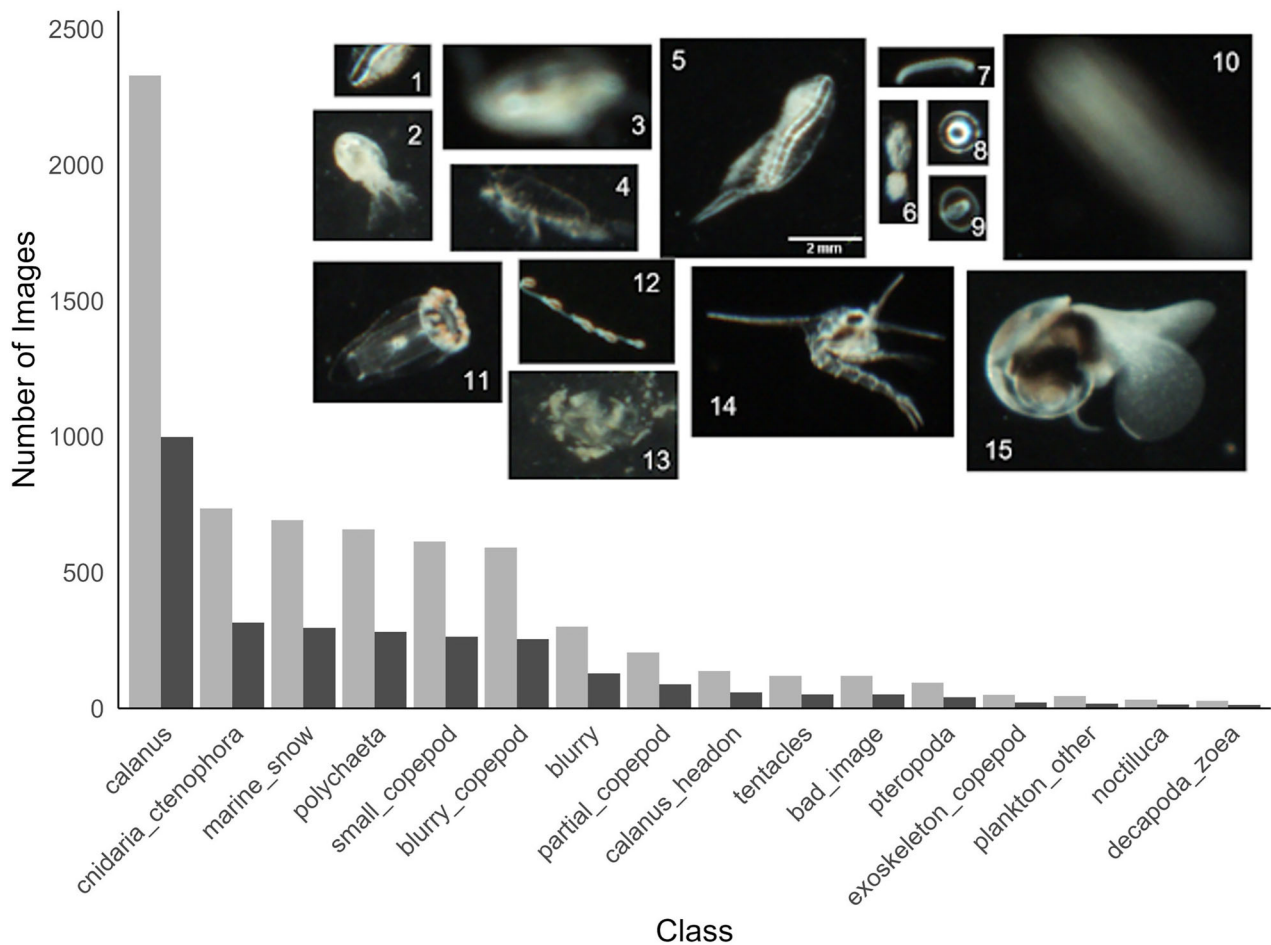 2500
2000
1500
1000
500
0
Number of Images
1
2
3
4
5
2 mm
6
7
8
9
10
11
12
13
14
15
calanus
cnidaria_ctenophora
marine_snow
polychaeta
small_copepod
blurry_copepod
blurry
partial_copepod
calanus_headon
tentacles
bad_image
pteropoda
exoskeleton_copepod
plankton_other
noctiluca
decapoda_zoea
Class